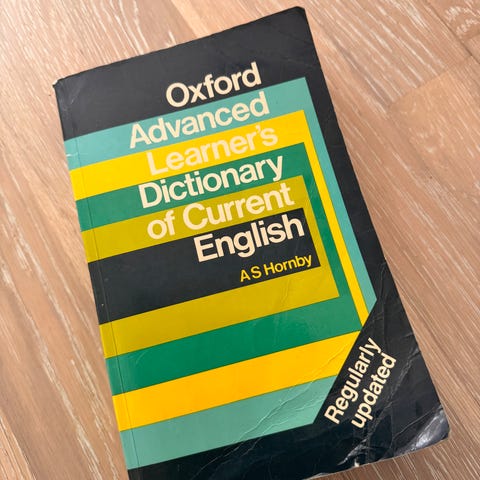 Oxford
Advanced
Learner's
Dictionary
of Current
English
A S Hornby
Regularly
updated